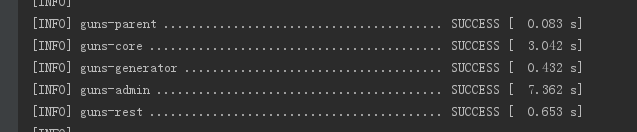 [INFO]
[INFO] guns-parent ........................................ SUCCESS [  0.083 s]
[INFO] guns-core .......................................... SUCCESS [  3.042 s]
[INFO] guns-generator ..................................... SUCCESS [  0.432 s]
[INFO] guns-admin ......................................... SUCCESS [  7.362 s]
[INFO] guns-rest .......................................... SUCCESS [  0.653 s]
[INFO]